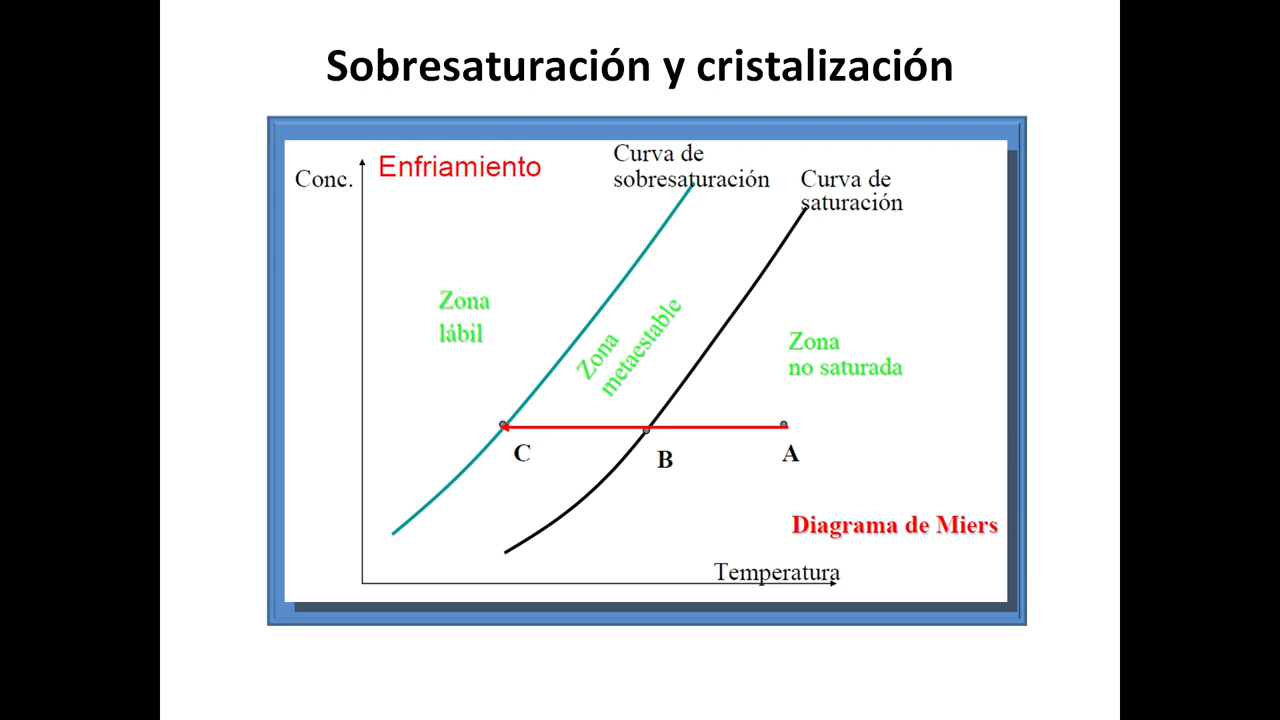 Sobresaturación y cristalización
Conc.
Enfriamiento
Curva de
sobresaturación
Curva de
saturación
Zona
lábil
Zona
metaestable
Zona
no saturada
C
B
A
Diagrama de Miers
Temperatura